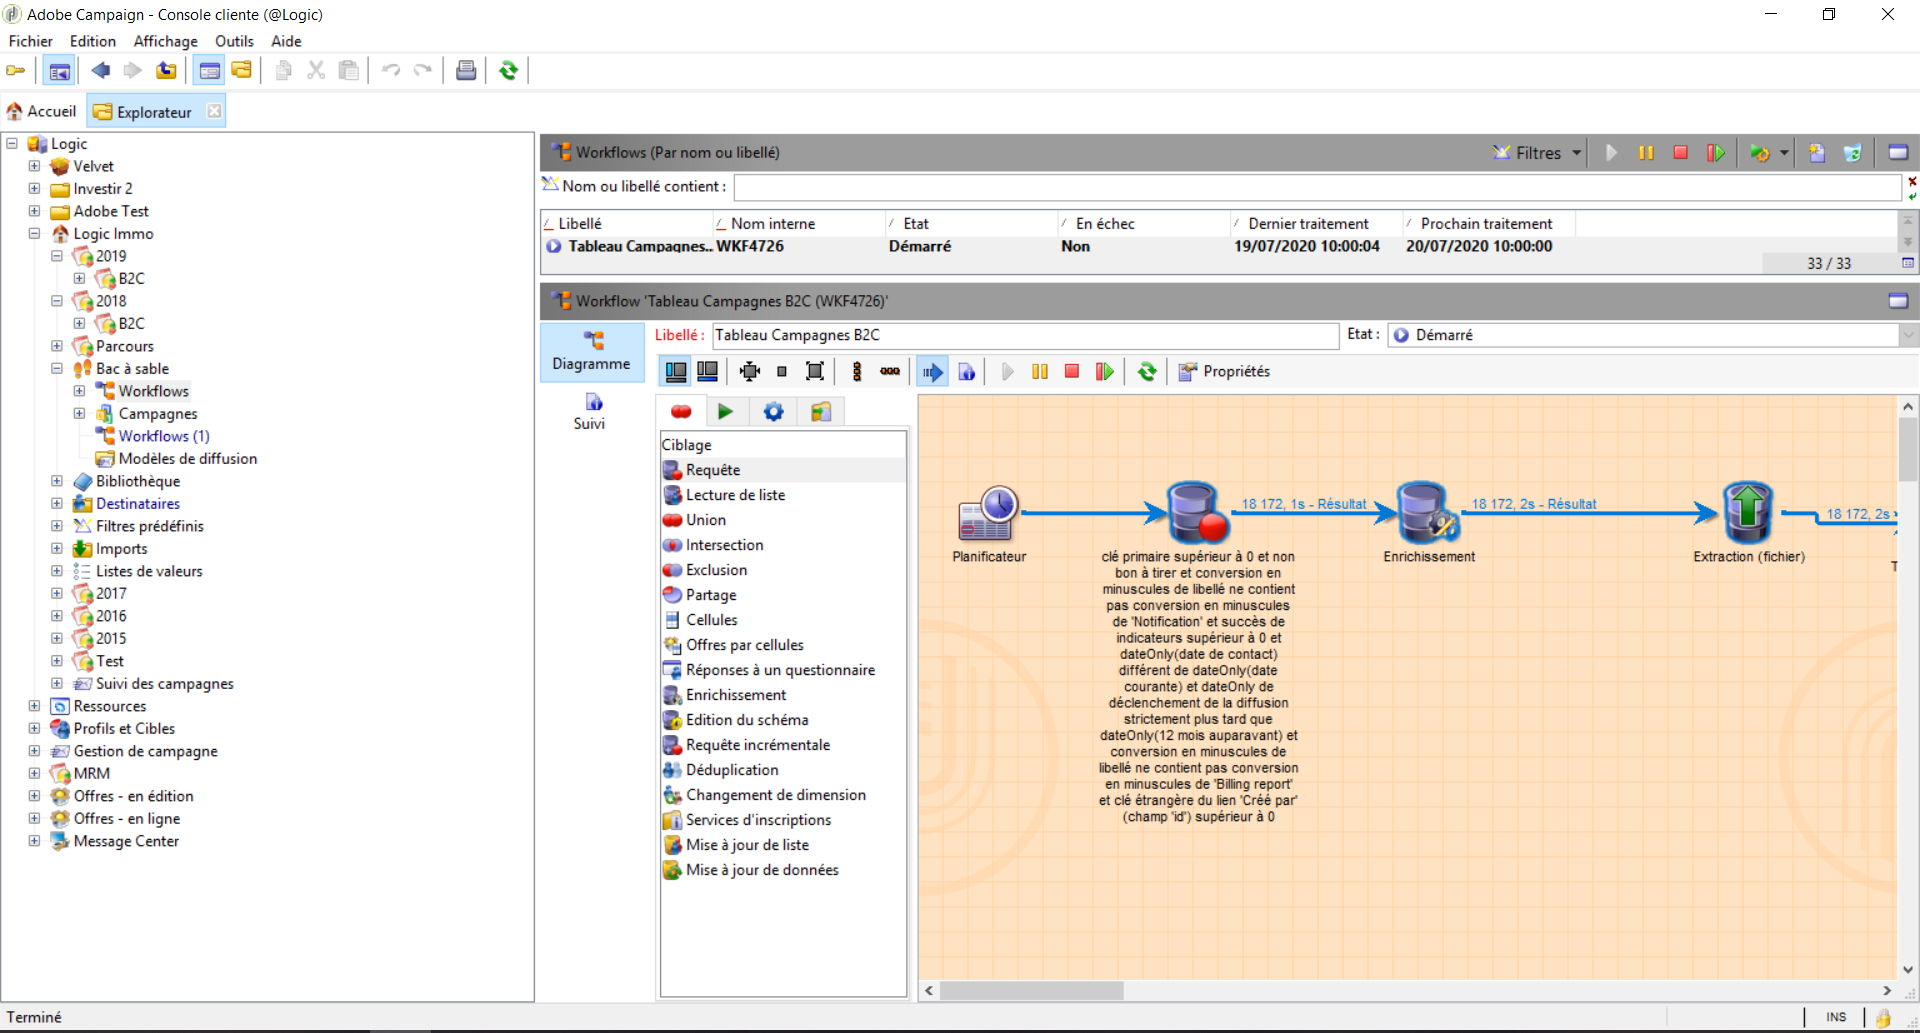 Adobe Campaign - Console cliente (@Logic)
Fichier Edition Affichage Outils Aide
Accueil Explorateur
Logic
Velvet
Investir 2
Adobe Test
Logic Immo
2019
B2C
2018
B2C
Parcours
Bac à sable
Workflows
Campagnes
Workflows (1)
Modèles de diffusion
Bibliothèque
Destinataires
Filtres prédéfinis
Imports
Listes de valeurs
2017
2016
2015
Test
Suivi des campagnes
Ressources
Profils et Cibles
Gestion de campagne
MRM
Offres - en édition
Offres - en ligne
Message Center
Workflows (Par nom ou libellé) Filtres
Nom ou libellé contient :
Libellé Nom interne Etat En échec Dernier traitement Prochain traitement
Tableau Campagnes... WKF4726 Démarré Non 19/07/2020 10:00:04 20/07/2020 10:00:00
33 / 33
Workflow 'Tableau Campagnes B2C (WKF4726)'
Diagramme
Suivi
Libellé : Tableau Campagnes B2C Etat : Démarré
Propriétés
Ciblage
Requête
Lecture de liste
Union
Intersection
Exclusion
Partage
Cellules
Offres par cellules
Réponses à un questionnaire
Enrichissement
Edition du schéma
Requête incrémentale
Déduplication
Changement de dimension
Services d'inscriptions
Mise à jour de liste
Mise à jour de données
18 172, 1s - Résultat 18 172, 2s - Résultat 18 172, 2s
Planificateur
clé primaire supérieur à 0 et non
bon à tirer et conversion en
minuscules de libellé ne contient
pas conversion en minuscules
de 'Notification' et succès de
indicateurs supérieur à 0 et
dateOnly(date de contact)
différent de dateOnly(date
courante) et dateOnly de
déclenchement de la diffusion
strictement plus tard que
dateOnly(12 mois auparavant) et
conversion en minuscules de
libellé ne contient pas conversion
en minuscules de 'Billing report'
et clé étrangère du lien 'Créé par'
(champ 'id') supérieur à 0
Enrichissement
Extraction (fichier)
T
Terminé
INS